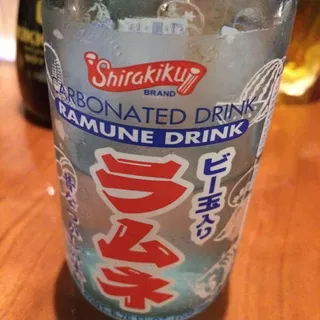 Shirakiku
BRAND
CARBONATED DRINK
RAMUNE DRINK
ビー玉入り
ラムネ